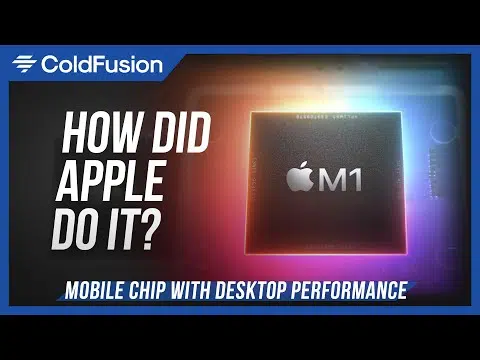 ColdFusion
HOW DID
APPLE
DO IT?
M1
MOBILE CHIP WITH DESKTOP PERFORMANCE